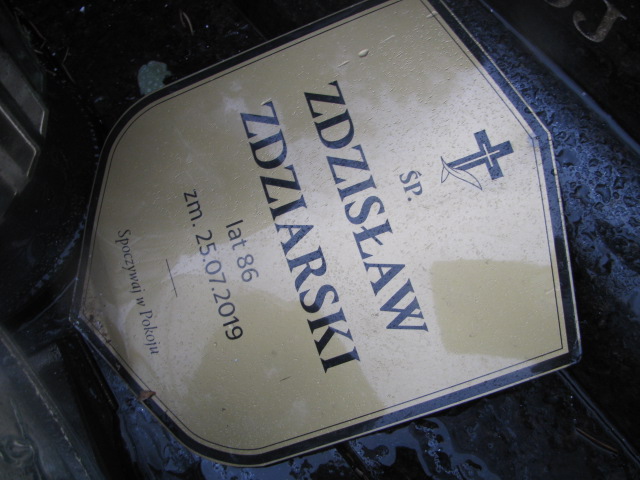 ŚP.
ZDZISŁAW
ZDZIARSKI
lat 86
zm. 25.07.2019
Spoczywaj w Pokoju